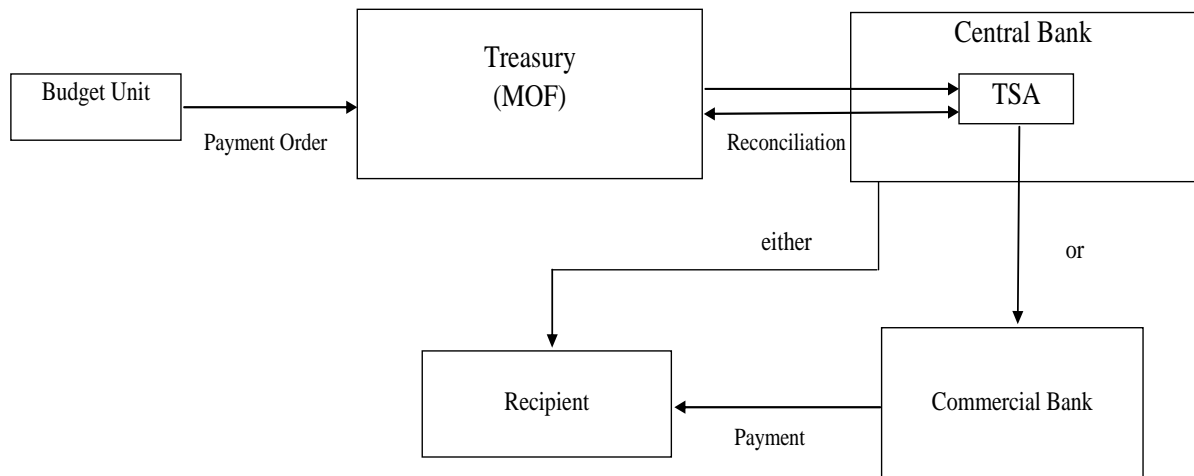 Central Bank
Treasury
(MOF)
Budget Unit
TSA
Payment Order
Reconciliation
either
or
Recipient
Commercial Bank
Payment